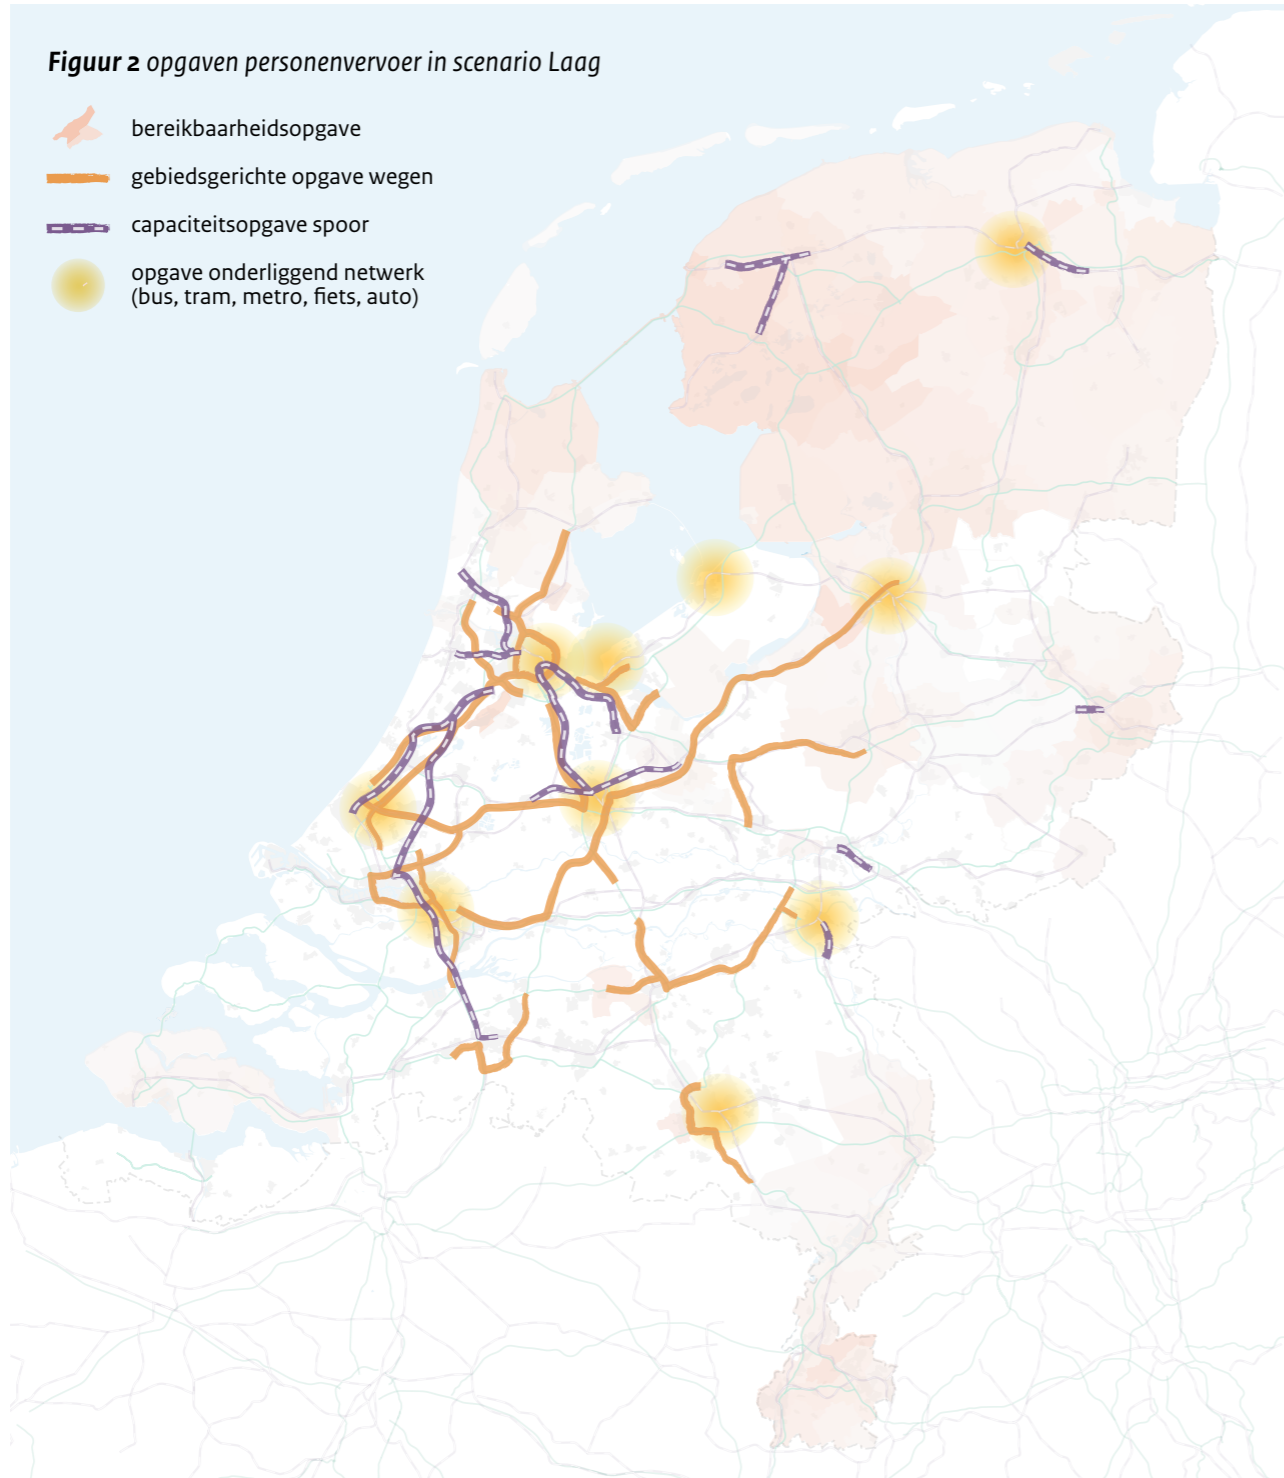 Figuur 2 opgaven personenvervoer in scenario Laag
bereikbaarheidsopgave
gebiedsgerichte opgave wegen
capaciteitsopgave spoor
opgave onderliggend netwerk
(bus, tram, metro, fiets, auto)